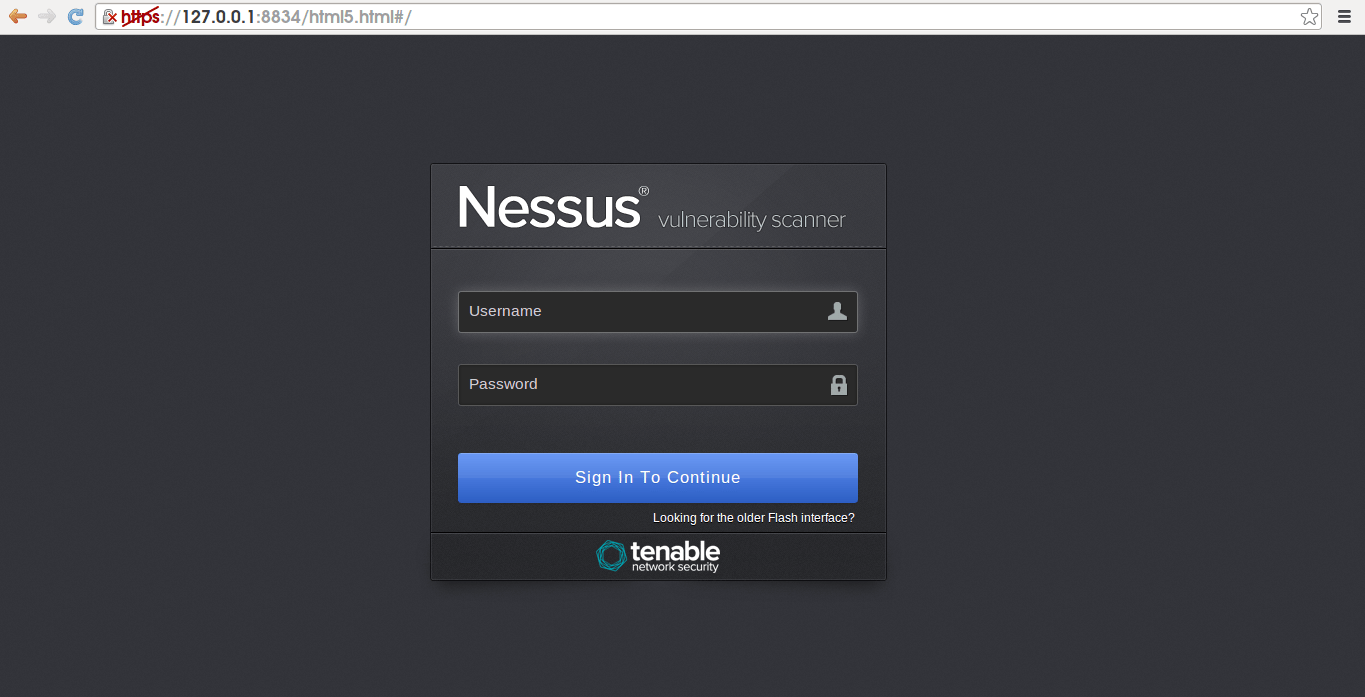 https://127.0.0.1:8834/html5.html#/
Nessus® vulnerability scanner
Username
Password
Sign In To Continue
Looking for the older Flash interface?
tenable
network security